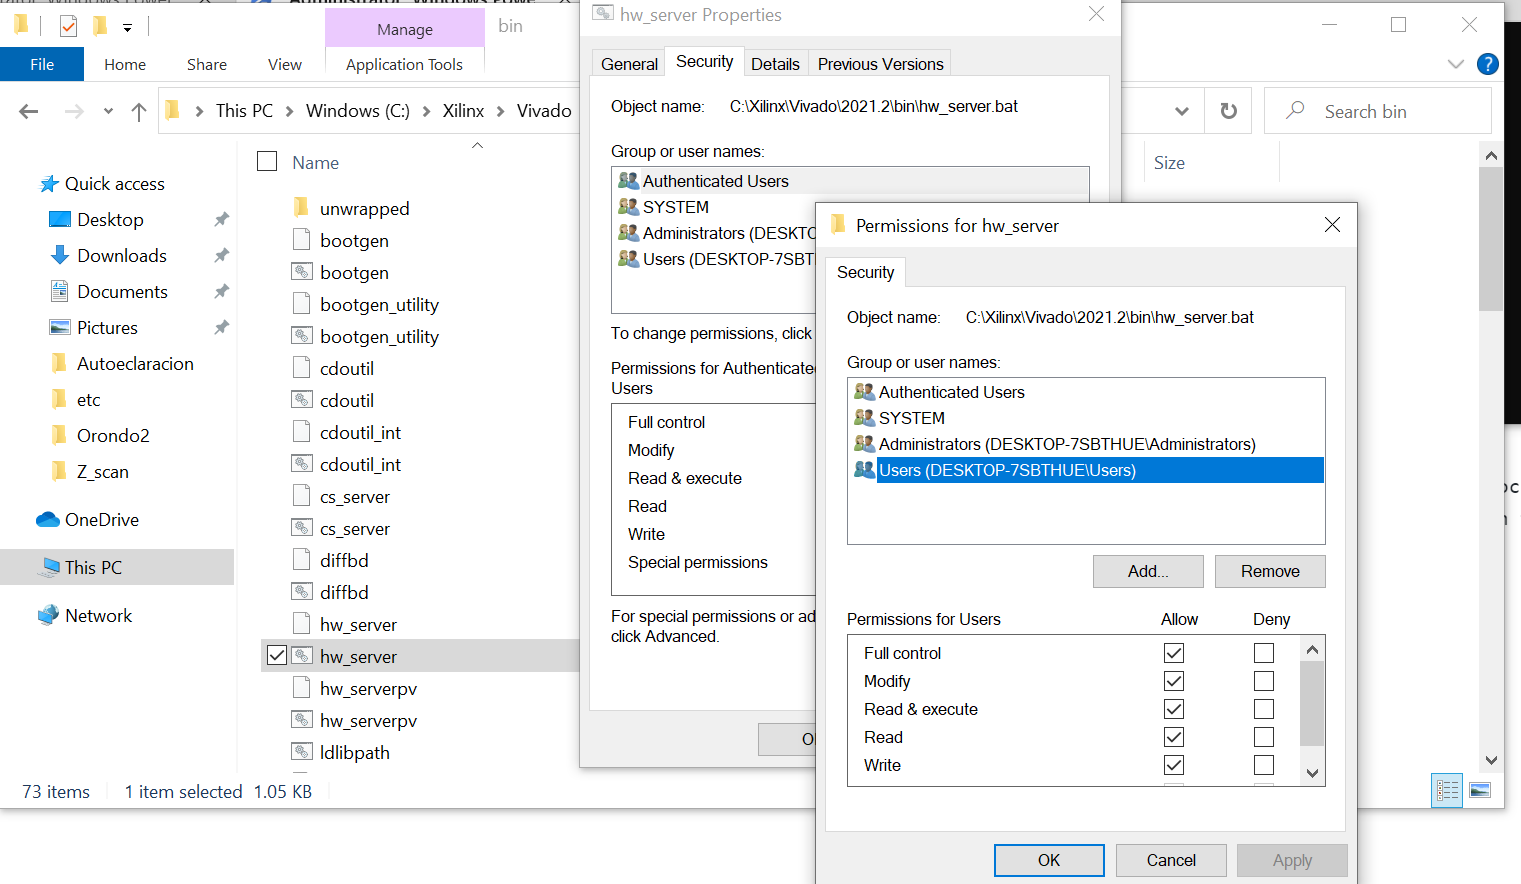 hw_server Properties
Manage
bin
File
Home
Share
View
Application Tools
General
Security
Details
Previous Versions
This PC
Windows (C:)
Xilinx
Vivado
Search bin
Object name: C:\Xilinx\Vivado\2021.2\bin\hw_server.bat
Group or user names:
Authenticated Users
SYSTEM
Administrators (DESKTO
Users (DESKTOP-7SBT
To change permissions, click
Permissions for Authenticate
Users
Full control
Modify
Read & execute
Read
Write
Special permissions
For special permissions or ad
click Advanced.
Name
Size
Quick access
Desktop
Downloads
Documents
Pictures
Autoeclaracion
etc
Orondo2
Z_scan
OneDrive
This PC
Network
unwrapped
bootgen
bootgen
bootgen_utility
bootgen_utility
cdoutil
cdoutil
cdoutil_int
cdoutil_int
cs_server
cs_server
diffbd
diffbd
hw_server
hw_server
hw_serverpv
hw_serverpv
ldlibpath
73 items
1 item selected 1.05 KB
Permissions for hw_server
Security
Object name: C:\Xilinx\Vivado\2021.2\bin\hw_server.bat
Group or user names:
Authenticated Users
SYSTEM
Administrators (DESKTOP-7SBTHUE\Administrators)
Users (DESKTOP-7SBTHUE\Users)
Add...
Remove
Permissions for Users
Allow
Deny
Full control
Modify
Read & execute
Read
Write
OK
Cancel
Apply